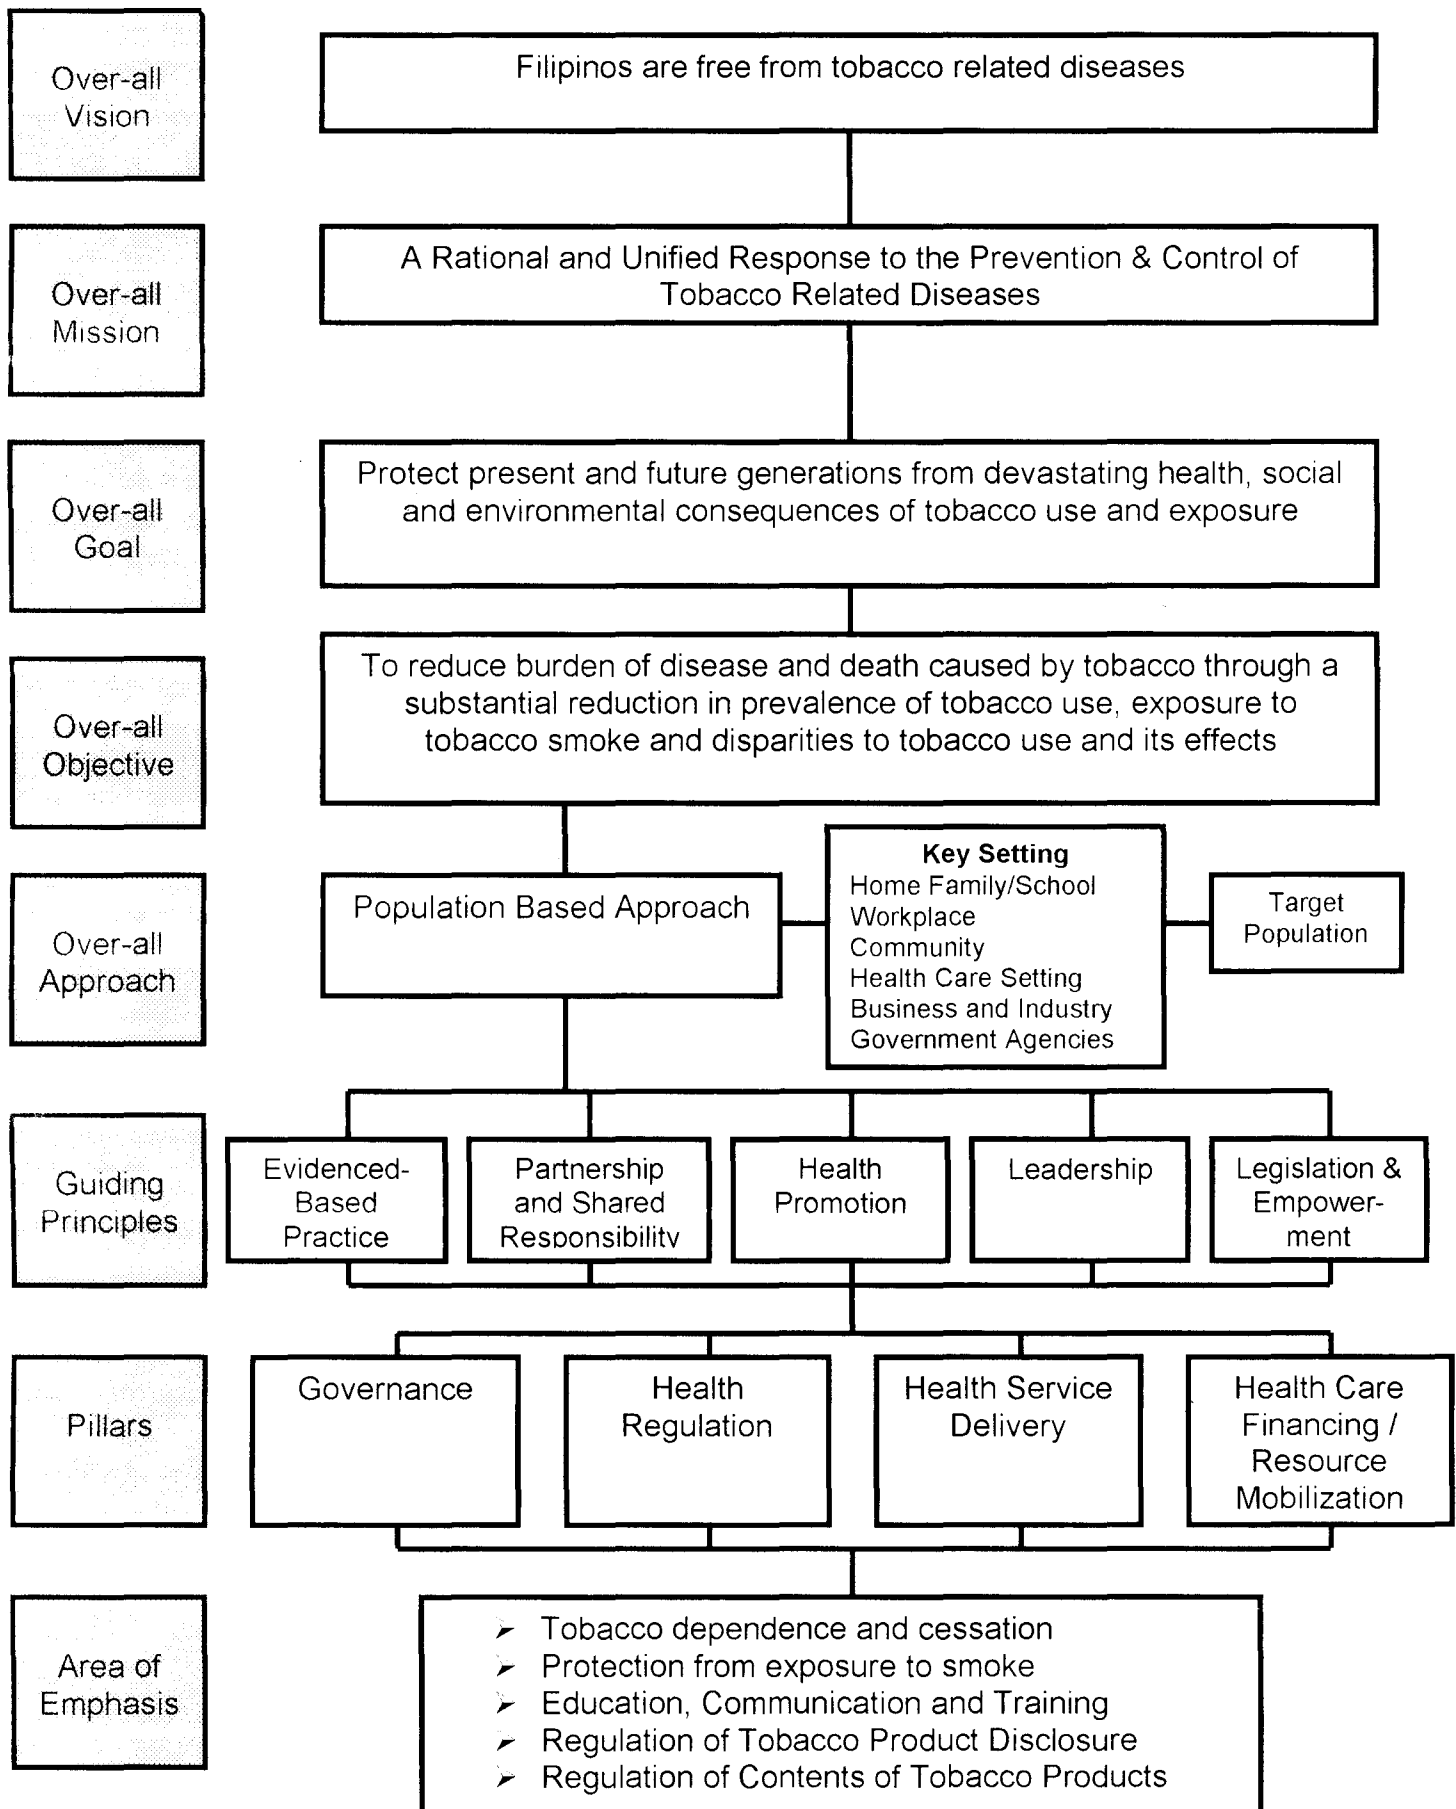 Over-all
Vision
Filipinos are free from tobacco related diseases
Over-all
Mission
A Rational and Unified Response to the Prevention & Control of
Tobacco Related Diseases
Over-all
Goal
Protect present and future generations from devastating health, social
and environmental consequences of tobacco use and exposure
Over-all
Objective
To reduce burden of disease and death caused by tobacco through a
substantial reduction in prevalence of tobacco use, exposure to
tobacco smoke and disparities to tobacco use and its effects
Over-all
Approach
Population Based Approach
Key Setting
Home Family/School
Workplace
Community
Health Care Setting
Business and Industry
Government Agencies
Target
Population
Guiding
Principles
Evidenced-
Based
Practice
Partnership
and Shared
Responsibility
Health
Promotion
Leadership
Legislation &
Empower-
ment
Pillars
Governance
Health
Regulation
Health Service
Delivery
Health Care
Financing /
Resource
Mobilization
Area of
Emphasis
➢ Tobacco dependence and cessation
➢ Protection from exposure to smoke
➢ Education, Communication and Training
➢ Regulation of Tobacco Product Disclosure
➢ Regulation of Contents of Tobacco Products